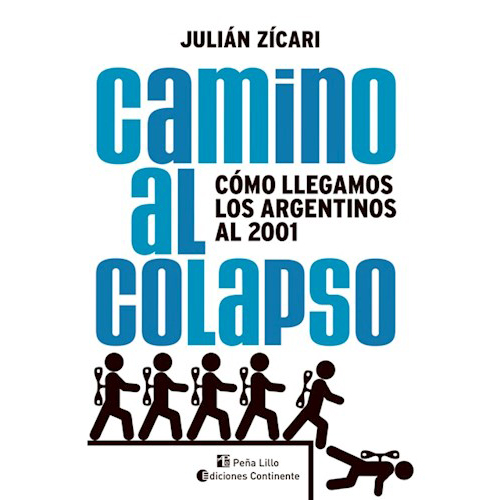 JULIÁN ZÍCARI
camino
al
CÓMO LLEGAMOS
LOS ARGENTINOS
AL 2001
colapso
Peña Lillo
Ediciones Continente